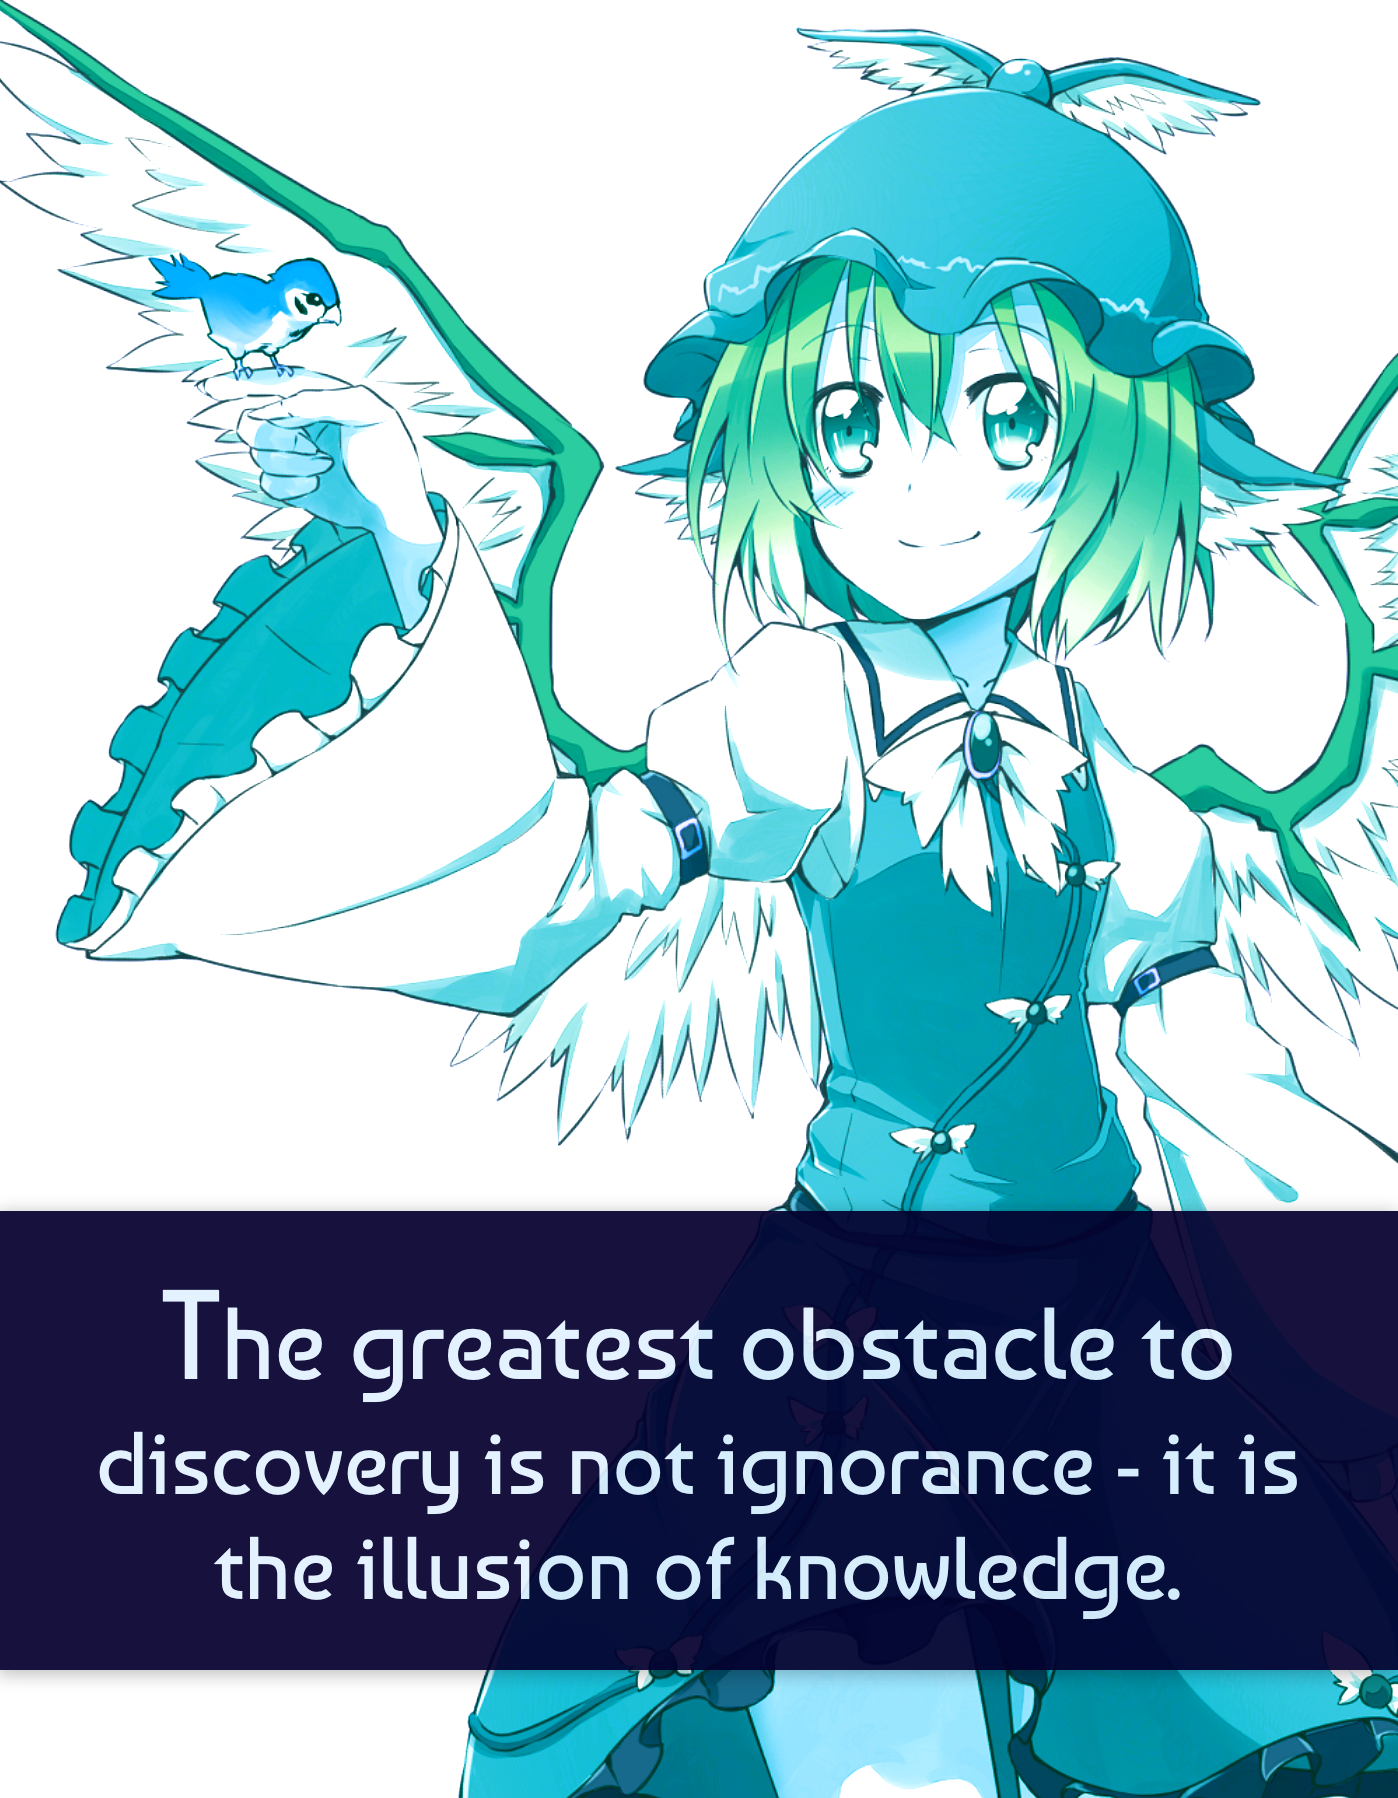 The greatest obstacle to
discovery is not ignorance - it is
the illusion of knowledge.